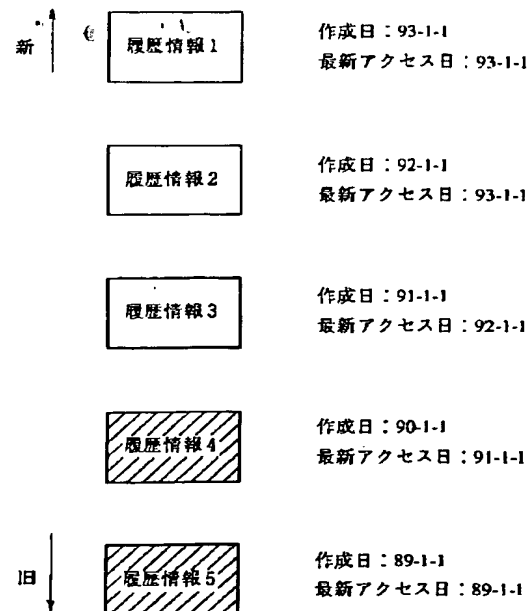 新
履歴情報1
作成日：93-1-1
最新アクセス日：93-1-1
履歴情報2
作成日：92-1-1
最新アクセス日：93-1-1
履歴情報3
作成日：91-1-1
最新アクセス日：92-1-1
履歴情報4
作成日：90-1-1
最新アクセス日：91-1-1
旧
履歴情報5
作成日：89-1-1
最新アクセス日：89-1-1